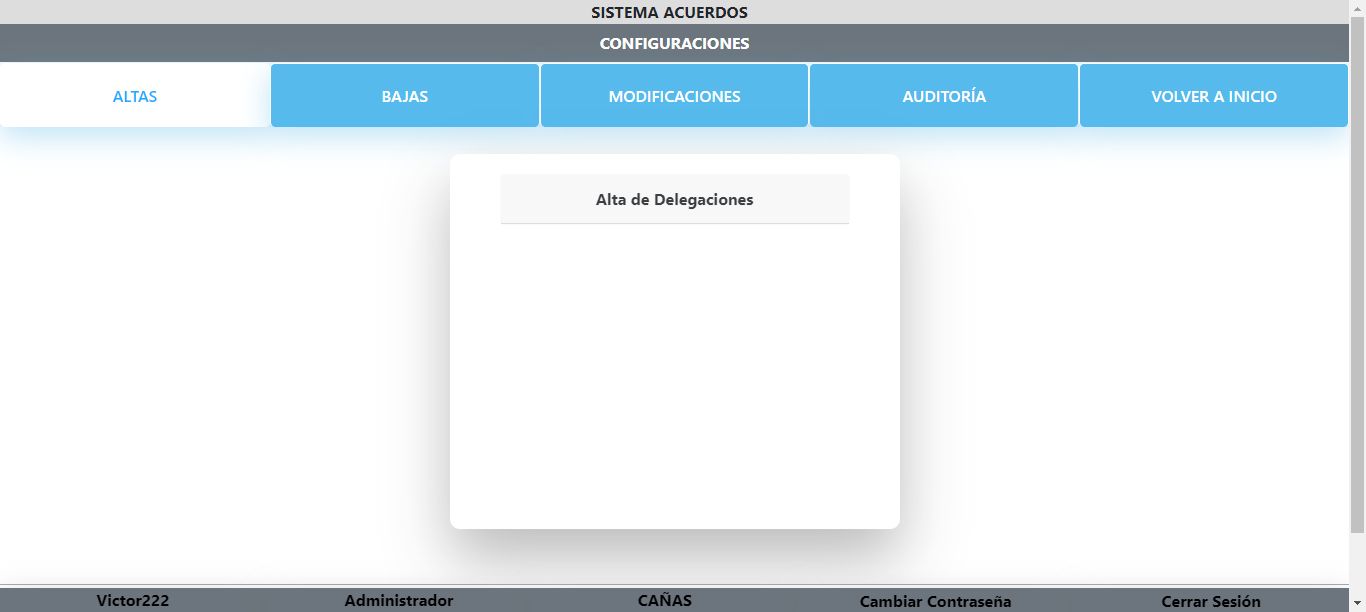 SISTEMA ACUERDOS
CONFIGURACIONES
ALTAS BAJAS MODIFICACIONES AUDITORÍA VOLVER A INICIO
Alta de Delegaciones
Victor222 Administrador CAÑAS Cambiar Contraseña Cerrar Sesión